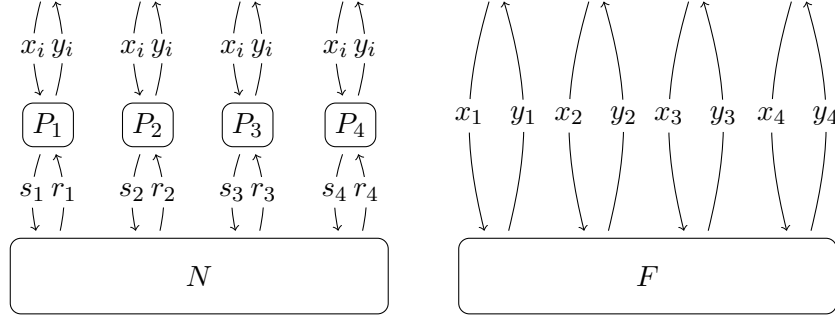 x_i y_i x_i y_i x_i y_i x_i y_i
P_1 P_2 P_3 P_4 x_1 y_1 x_2 y_2 x_3 y_3 x_4 y_4
s_1 r_1 s_2 r_2 s_3 r_3 s_4 r_4
N F